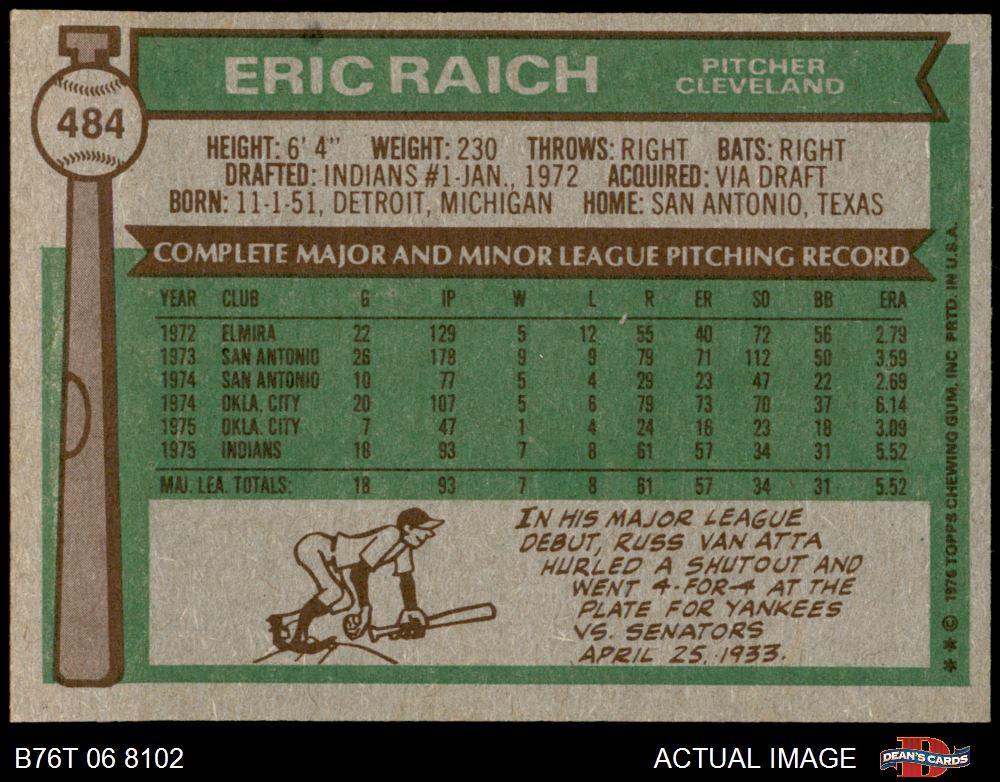 484
ERIC RAICH
PITCHER
CLEVELAND
HEIGHT: 6' 4" WEIGHT: 230 THROWS: RIGHT BATS: RIGHT
DRAFTED: INDIANS #1-JAN., 1972 ACQUIRED: VIA DRAFT
BORN: 11-1-51, DETROIT, MICHIGAN HOME: SAN ANTONIO, TEXAS
COMPLETE MAJOR AND MINOR LEAGUE PITCHING RECORD
YEAR CLUB G IP W L R ER SO BB ERA
1972 ELMIRA 22 129 5 12 55 40 72 56 2.79
1973 SAN ANTONIO 26 178 9 9 79 71 112 50 3.59
1974 SAN ANTONIO 10 77 5 4 29 23 47 22 2.69
1974 OKLA. CITY 20 107 5 6 79 73 70 37 6.14
1975 OKLA. CITY 7 47 1 4 24 16 23 18 3.09
1975 INDIANS 18 93 7 8 61 57 34 31 5.52
MAJ. LEA. TOTALS: 18 93 7 8 61 57 34 31 5.52
IN HIS MAJOR LEAGUE
DEBUT, RUSS VAN ATTA
HURLED A SHUTOUT AND
WENT 4-FOR-4 AT THE
PLATE FOR YANKEES
VS. SENATORS
APRIL 25, 1933.
** © 1976 TOPPS CHEWING GUM, INC PRTD. IN U.S.A.
B76T 06 8102
ACTUAL IMAGE
DEAN'S CARDS